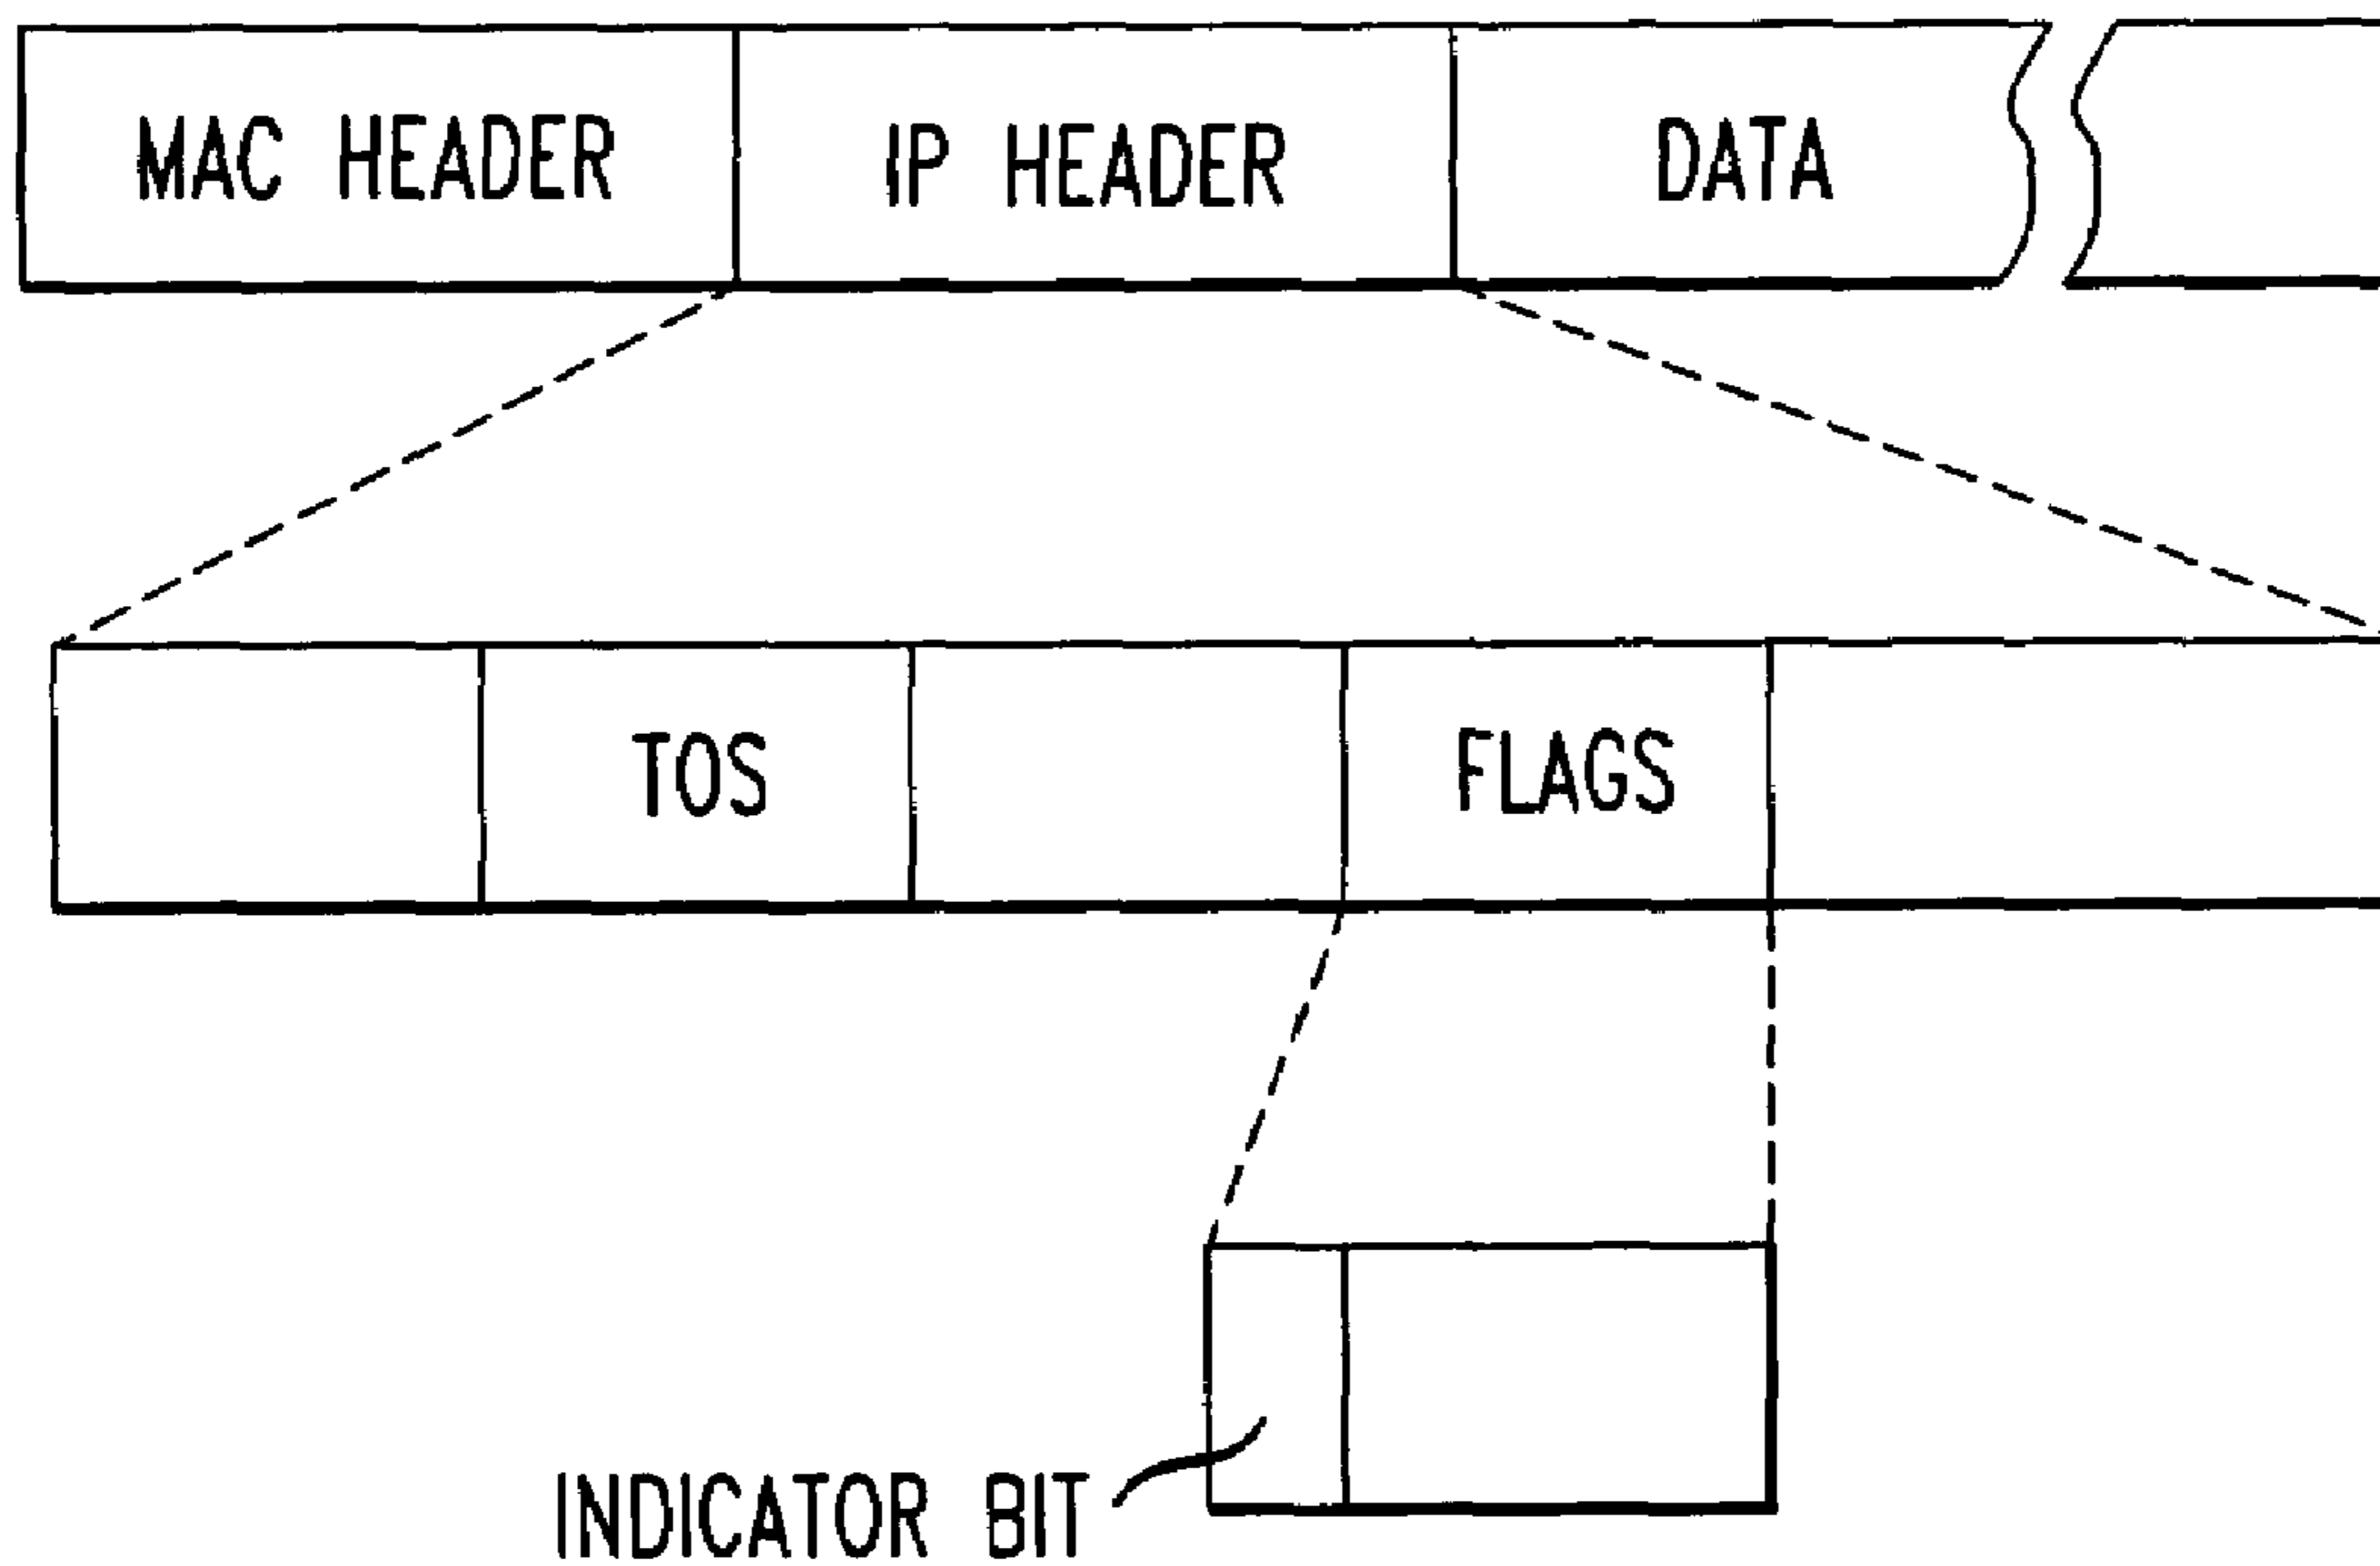 MAC HEADER
IP HEADER
DATA
TOS
FLAGS
INDICATOR BIT